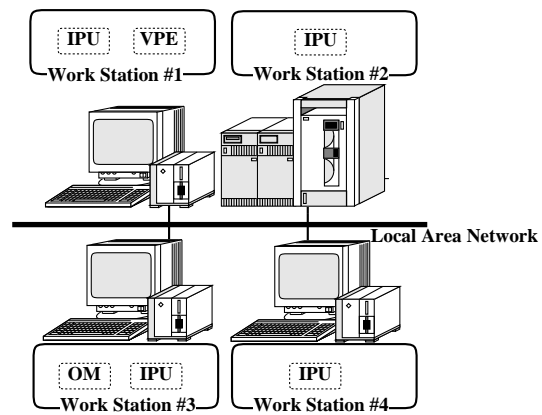 IPU VPE
Work Station #1
IPU
Work Station #2
Local Area Network
OM IPU
Work Station #3
IPU
Work Station #4